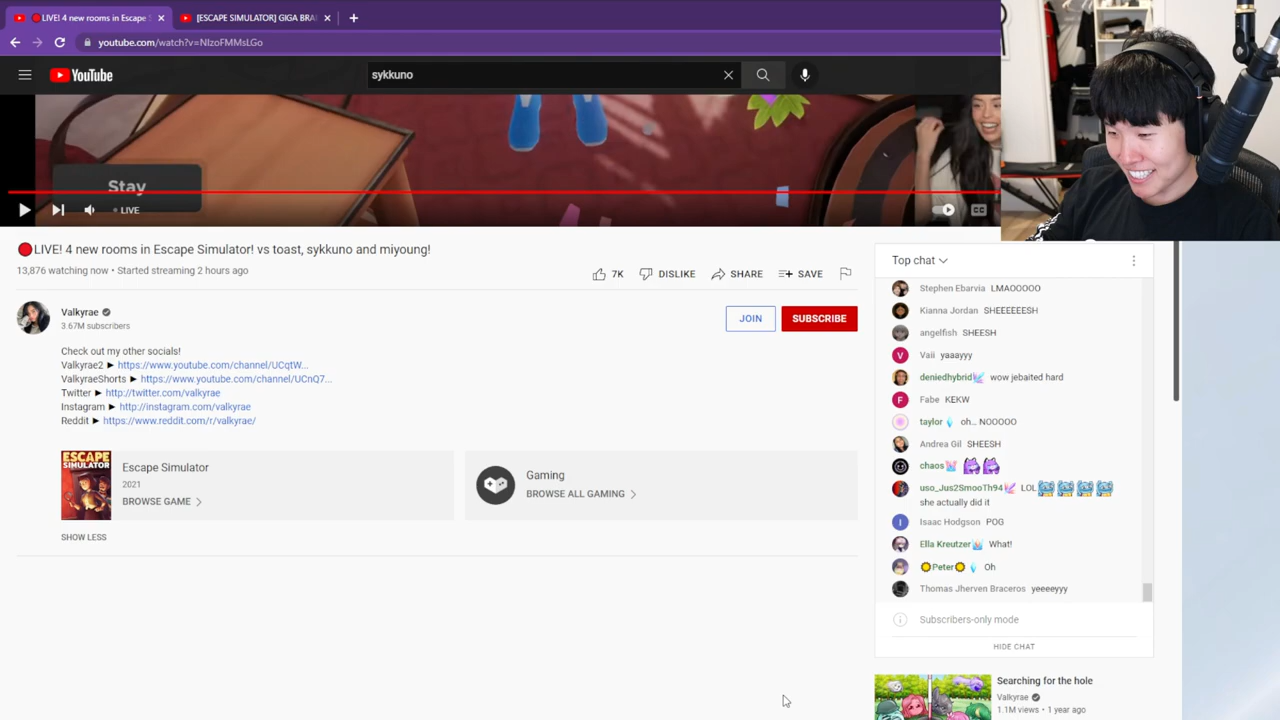 LIVE! 4 new rooms in Escape S
[ESCAPE SIMULATOR] GIGA BRA
youtube.com/watch?v=NIzoFMMsLGo
YouTube
sykkuno
Stay
LIVE
CC
LIVE! 4 new rooms in Escape Simulator! vs toast, sykkuno and miyoung!
13,876 watching now • Started streaming 2 hours ago
7K DISLIKE SHARE SAVE
Valkyrae
3.67M subscribers
JOIN SUBSCRIBE
Check out my other socials!
Valkyrae2 ► https://www.youtube.com/channel/UCqtW...
ValkyraeShorts ► https://www.youtube.com/channel/UCnQ7...
Twitter ► http://twitter.com/valkyrae
Instagram ► http://instagram.com/valkyrae
Reddit ► https://www.reddit.com/r/valkyrae/
ESCAPE
SIMULATOR
Escape Simulator
2021
BROWSE GAME
Gaming
BROWSE ALL GAMING
SHOW LESS
Top chat
Stephen Ebarvia LMAOOOOO
Kianna Jordan SHEEEEEESH
angelfish SHEESH
V Vaii yaaayyy
deniedhybrid wow jebaited hard
F Fabe KEKW
taylor oh... NOOOOO
Andrea Gil SHEESH
chaos
uso_Jus2SmooTh94 LOL
she actually did it
I Isaac Hodgson POG
Ella Kreutzer What!
Peter Oh
Thomas Jherven Braceros yeeeeyyy
Subscribers-only mode
HIDE CHAT
Searching for the hole
Valkyrae
1.1M views • 1 year ago